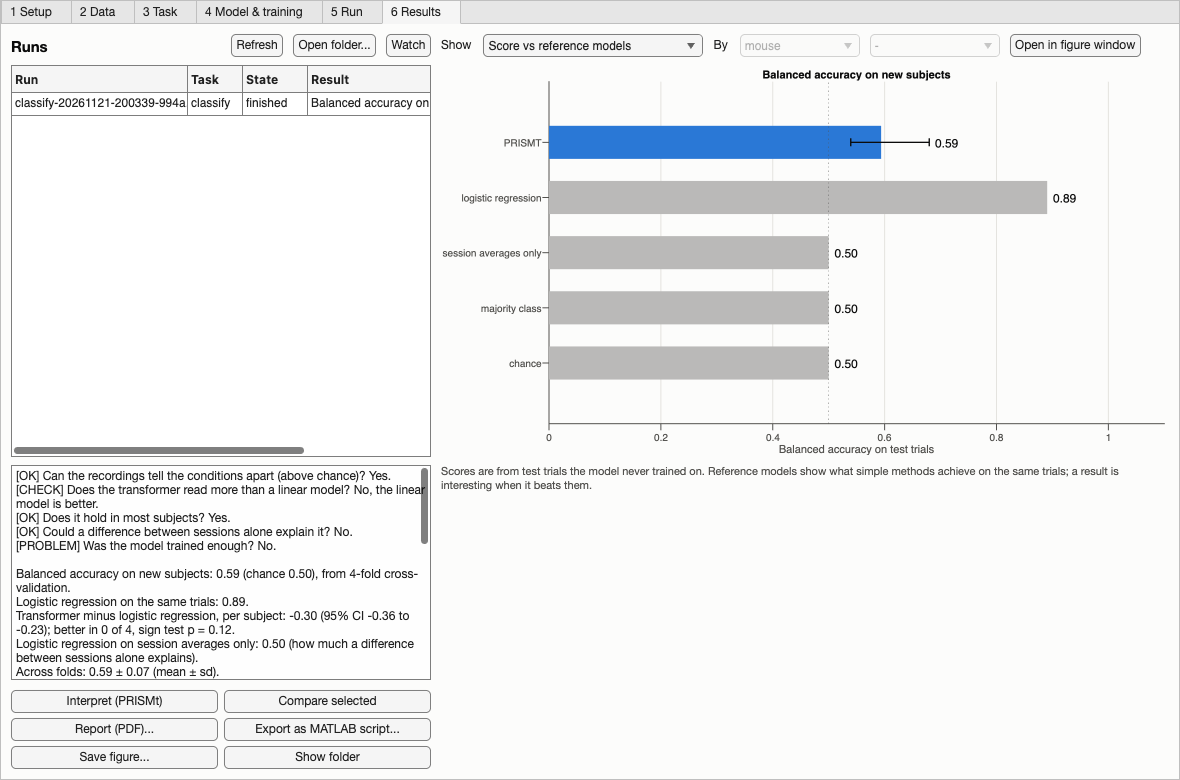 1 Setup
2 Data
3 Task
4 Model & training
5 Run
6 Results
Runs
Refresh
Open folder...
Watch
Run
Task
State
Result
classify-20261121-200339-994a
classify
finished
Balanced accuracy on
[OK] Can the recordings tell the conditions apart (above chance)? Yes.
[CHECK] Does the transformer read more than a linear model? No, the linear
model is better.
[OK] Does it hold in most subjects? Yes.
[OK] Could a difference between sessions alone explain it? No.
[PROBLEM] Was the model trained enough? No.
Balanced accuracy on new subjects: 0.59 (chance 0.50), from 4-fold cross-
validation.
Logistic regression on the same trials: 0.89.
Transformer minus logistic regression, per subject: -0.30 (95% CI -0.36 to
-0.23); better in 0 of 4, sign test p = 0.12.
Logistic regression on session averages only: 0.50 (how much a difference
between sessions alone explains).
Across folds: 0.59 ± 0.07 (mean ± sd).
Interpret (PRISMt)
Compare selected
Report (PDF)...
Export as MATLAB script...
Save figure...
Show folder
Show
Score vs reference models
By
mouse
-
Open in figure window
Balanced accuracy on new subjects
PRISMT
0.59
logistic regression
0.89
session averages only
0.50
majority class
0.50
chance
0.50
0
0.2
0.4
0.6
0.8
1
Balanced accuracy on test trials
Scores are from test trials the model never trained on. Reference models show what simple methods achieve on the same trials; a result is
interesting when it beats them.